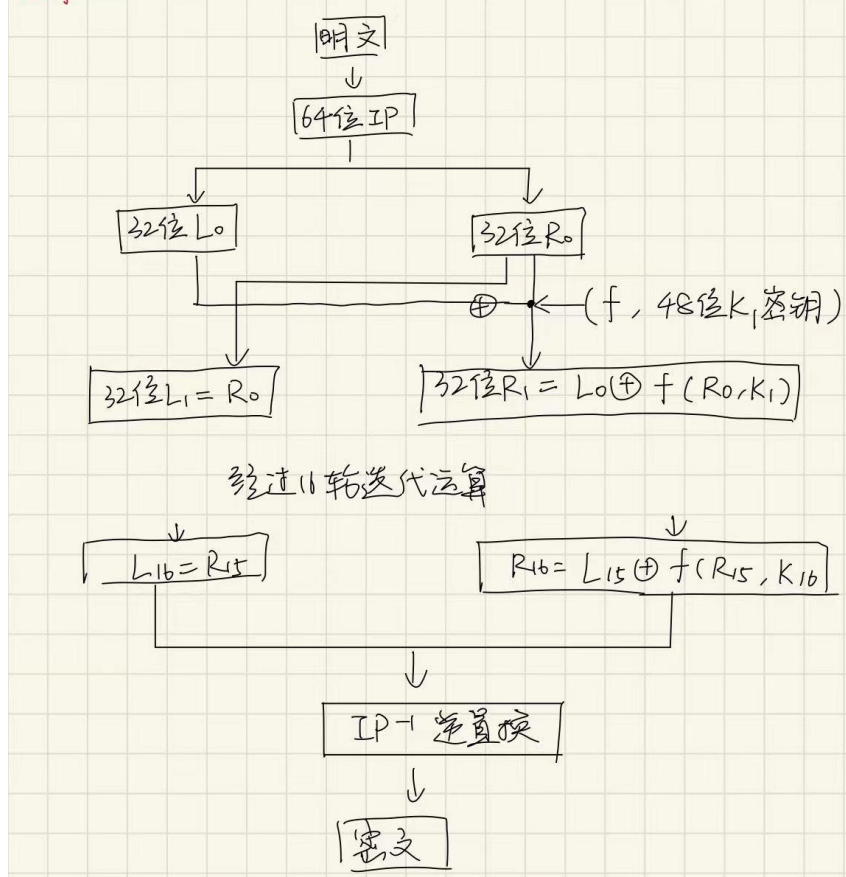 明文
64位IP
32位L₀
32位R₀
⊕ (f, 48位K₁密钥)
32位L₁=R₀
32位R₁=L₀⊕f(R₀,K₁)
经过16轮迭代运算
L₁₆=R₁₅
R₁₆=L₁₅⊕f(R₁₅,K₁₆
IP-1 逆置换
密文